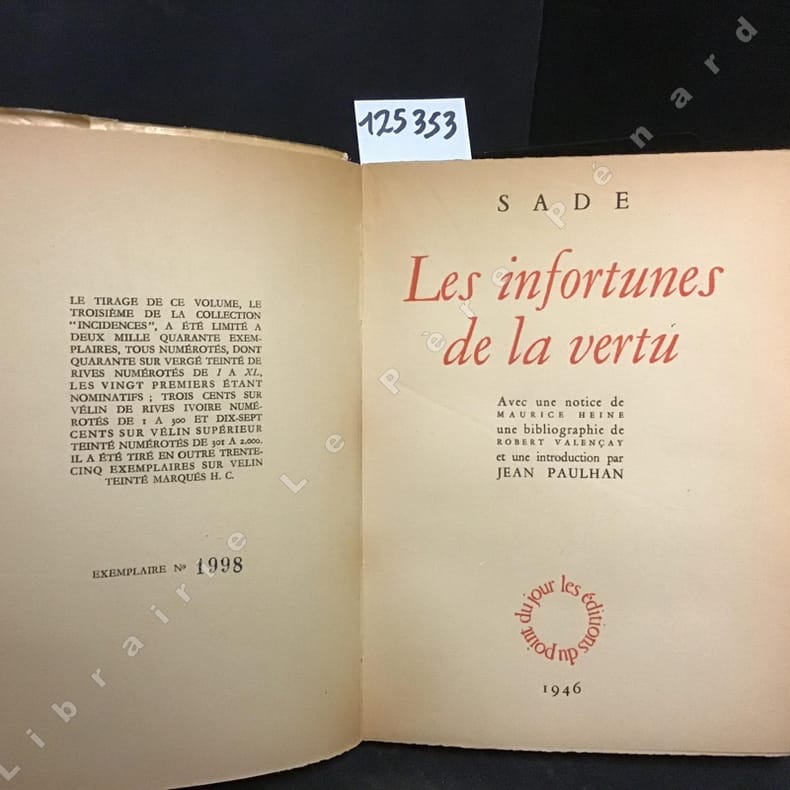 125353
LE TIRAGE DE CE VOLUME, LE
TROISIÈME DE LA COLLECTION
"INCIDENCES", A ÉTÉ LIMITÉ A
DEUX MILLE QUARANTE EXEM-
PLAIRES, TOUS NUMÉROTÉS, DONT
QUARANTE SUR VERGÉ TEINTÉ DE
RIVES NUMÉROTÉS DE I A XL,
LES VINGT PREMIERS ÉTANT
NOMINATIFS ; TROIS CENTS SUR
VÉLIN DE RIVES IVOIRE NUMÉ-
ROTÉS DE 1 A 300 ET DIX-SEPT
CENTS SUR VÉLIN SUPÉRIEUR
TEINTÉ NUMÉROTÉS DE 301 A 2.000.
IL A ÉTÉ TIRÉ EN OUTRE TRENTE-
CINQ EXEMPLAIRES SUR VELIN
TEINTÉ MARQUÉS H. C.
EXEMPLAIRE Nº 1998
SADE
Les infortunes
de la vertu
Avec une notice de
MAURICE HEINE
une bibliographie de
ROBERT VALENÇAY
et une introduction par
JEAN PAULHAN
les éditions du point du jour
1946
Librairie Le Père Pénard